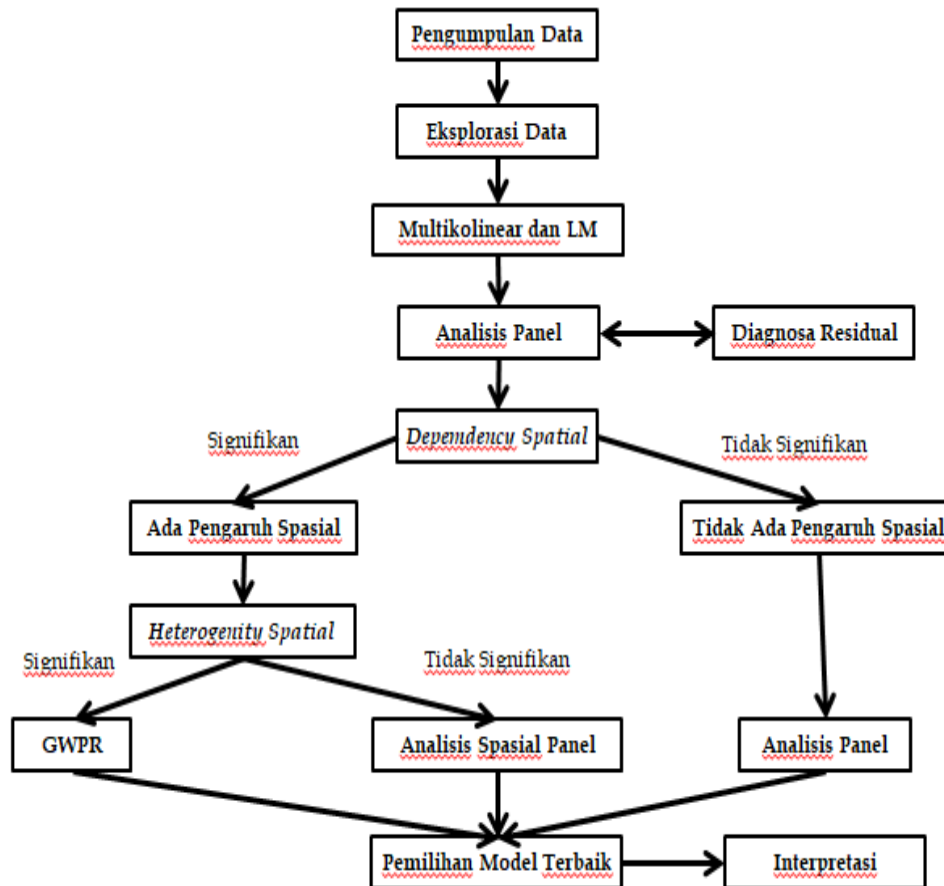 Pengumpulan Data
Eksplorasi Data
Multikolinear dan LM
Analisis Panel
Diagnosa Residual
Dependency Spatial
Signifikan
Tidak Signifikan
Ada Pengaruh Spasial
Tidak Ada Pengaruh Spasial
Heterogenity Spatial
Signifikan
Tidak Signifikan
GWPR
Analisis Spasial Panel
Analisis Panel
Pemilihan Model Terbaik
Interpretasi